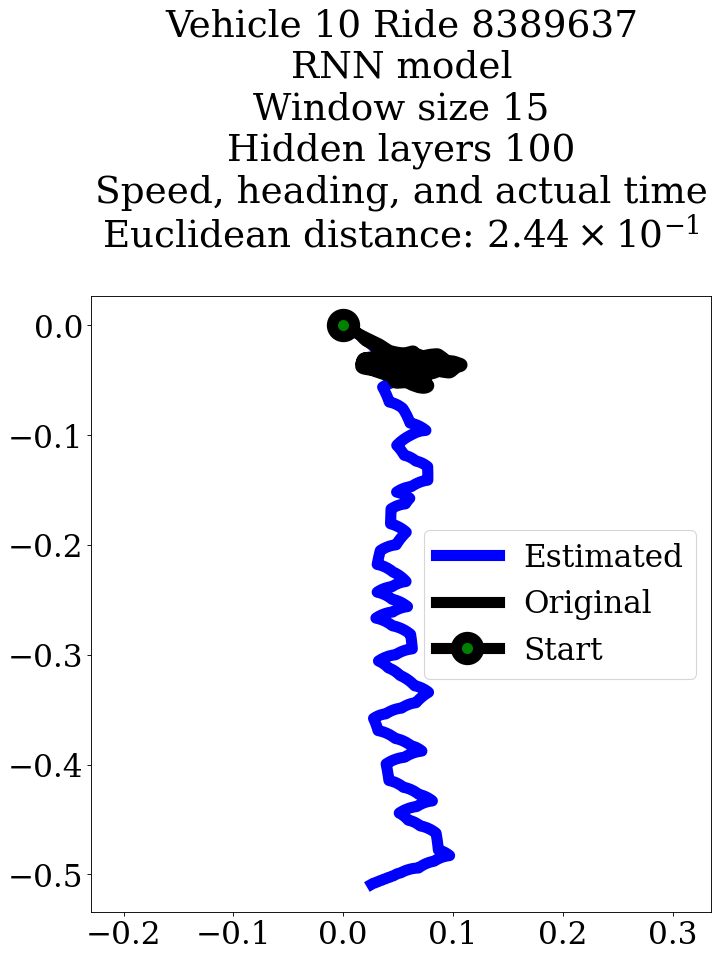 Vehicle 10 Ride 8389637
RNN model
Window size 15
Hidden layers 100
Speed, heading, and actual time
Euclidean distance: 2.44 × 10⁻¹
0.0
−0.1
−0.2
−0.3
−0.4
−0.5
Estimated
Original
Start
−0.2 −0.1 0.0 0.1 0.2 0.3